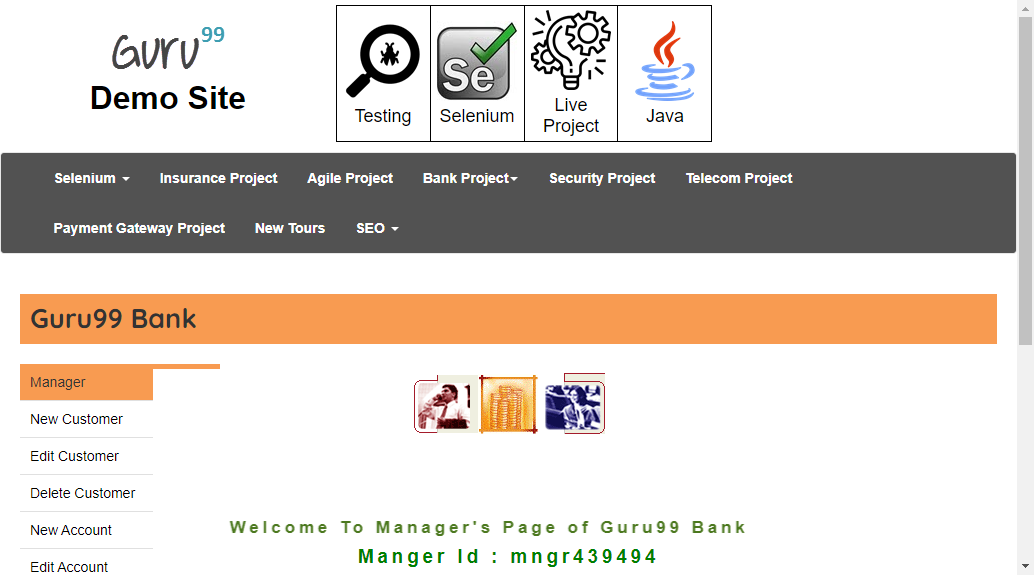 Guru99
Demo Site
Testing
Se
Selenium
Live
Project
Java
Selenium
Insurance Project
Agile Project
Bank Project
Security Project
Telecom Project
Payment Gateway Project
New Tours
SEO
Guru99 Bank
Manager
New Customer
Edit Customer
Delete Customer
New Account
Edit Account
Welcome To Manager's Page of Guru99 Bank
Manger Id : mngr439494